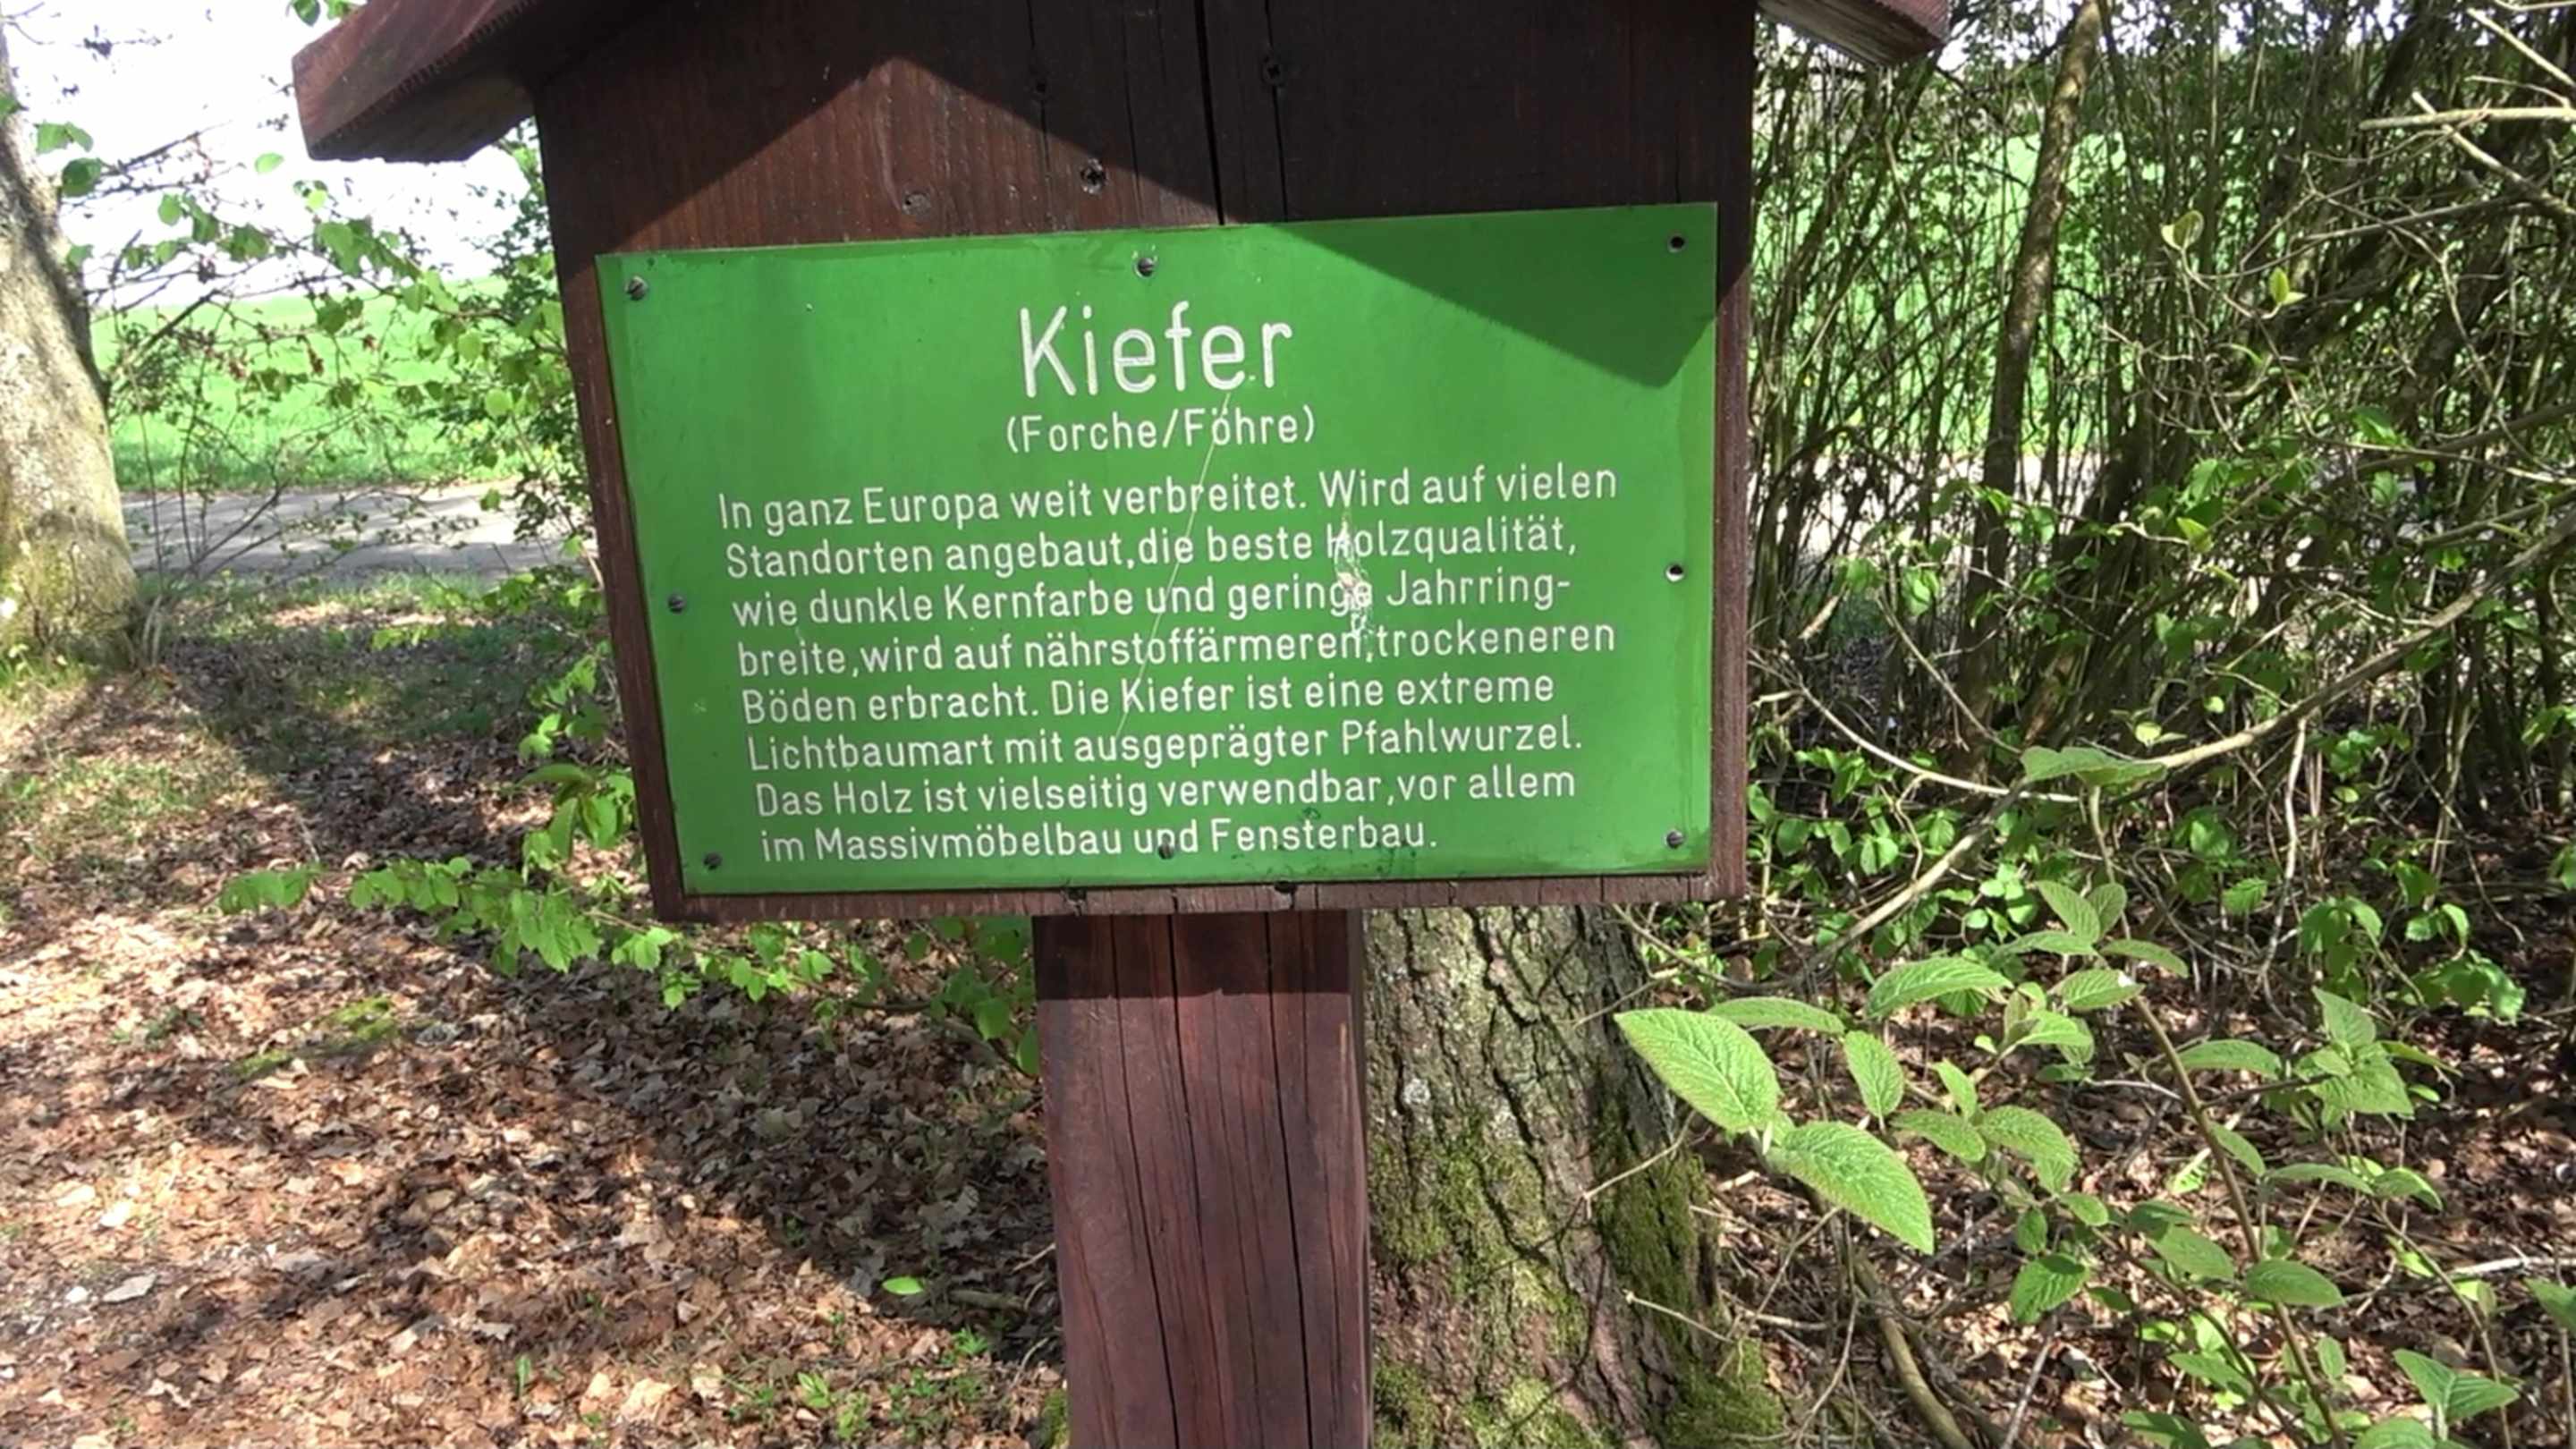 Kiefer
(Forche/Föhre)
In ganz Europa weit verbreitet. Wird auf vielen
Standorten angebaut,die beste Holzqualität,
wie dunkle Kernfarbe und geringe Jahrring-
breite,wird auf nährstoffärmeren,trockeneren
Böden erbracht. Die Kiefer ist eine extreme
Lichtbaumart mit ausgeprägter Pfahlwurzel.
Das Holz ist vielseitig verwendbar,vor allem
im Massivmöbelbau und Fensterbau.